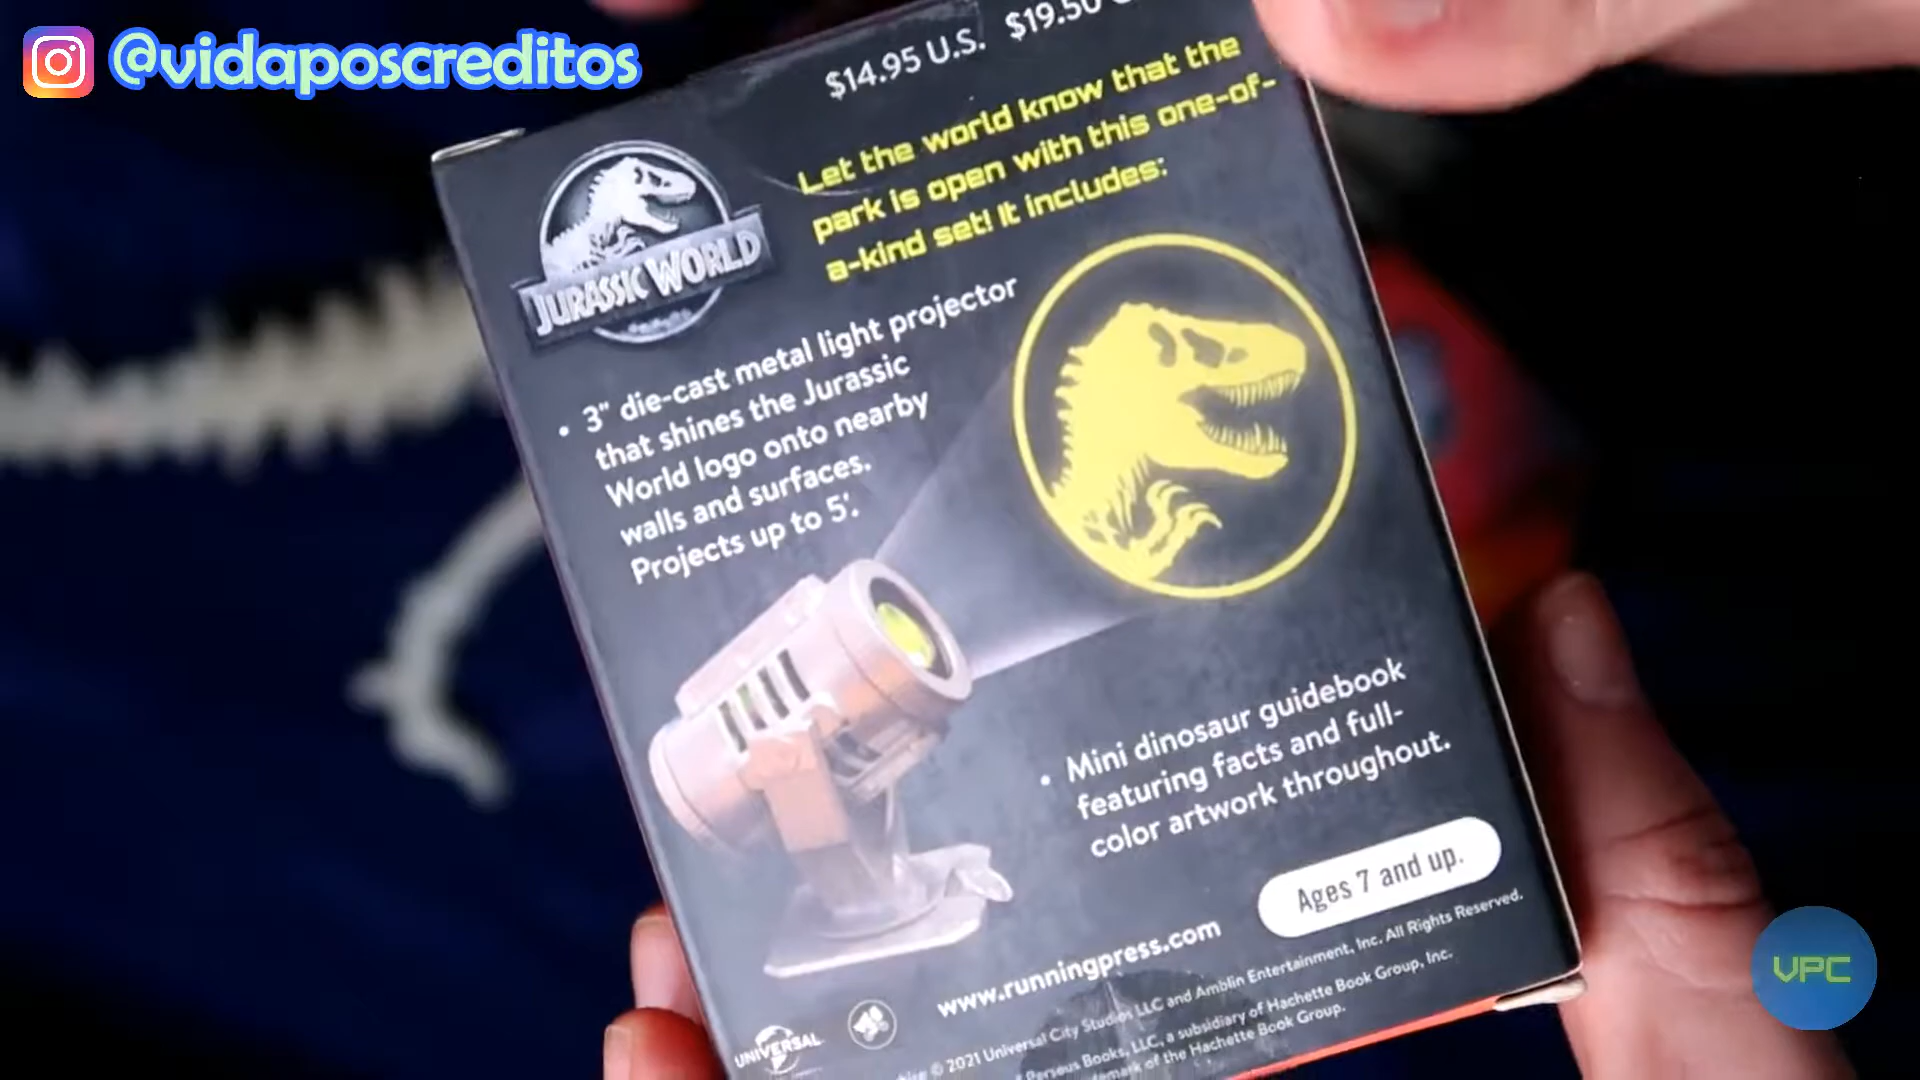 @vidaposcreditos
$14.95 U.S. $19.50
Let the world know that the
park is open with this one-of-
a-kind set! It includes:
JURASSIC WORLD
• 3" die-cast metal light projector
that shines the Jurassic
World logo onto nearby
walls and surfaces.
Projects up to 5'.
• Mini dinosaur guidebook
featuring facts and full-
color artwork throughout.
Ages 7 and up.
www.runningpress.com
UNIVERSAL
© 2021 Universal City Studios LLC and Amblin Entertainment, Inc. All Rights Reserved.
Perseus Books, LLC, a subsidiary of Hachette Book Group, Inc.
of the Hachette Book Group.
VPC